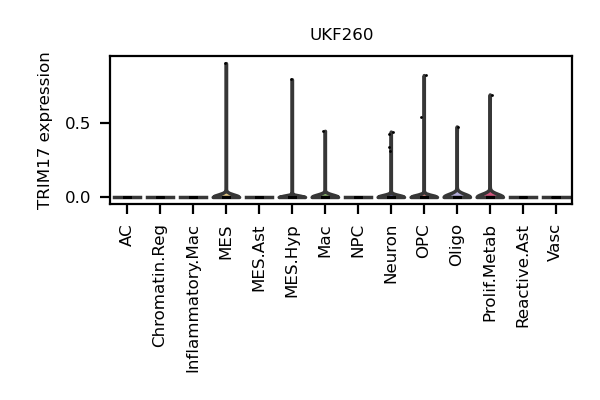 UKF260
TRIM17 expression
0.5
0.0
AC
Chromatin.Reg
Inflammatory.Mac
MES
MES.Ast
MES.Hyp
Mac
NPC
Neuron
OPC
Oligo
Prolif.Metab
Reactive.Ast
Vasc